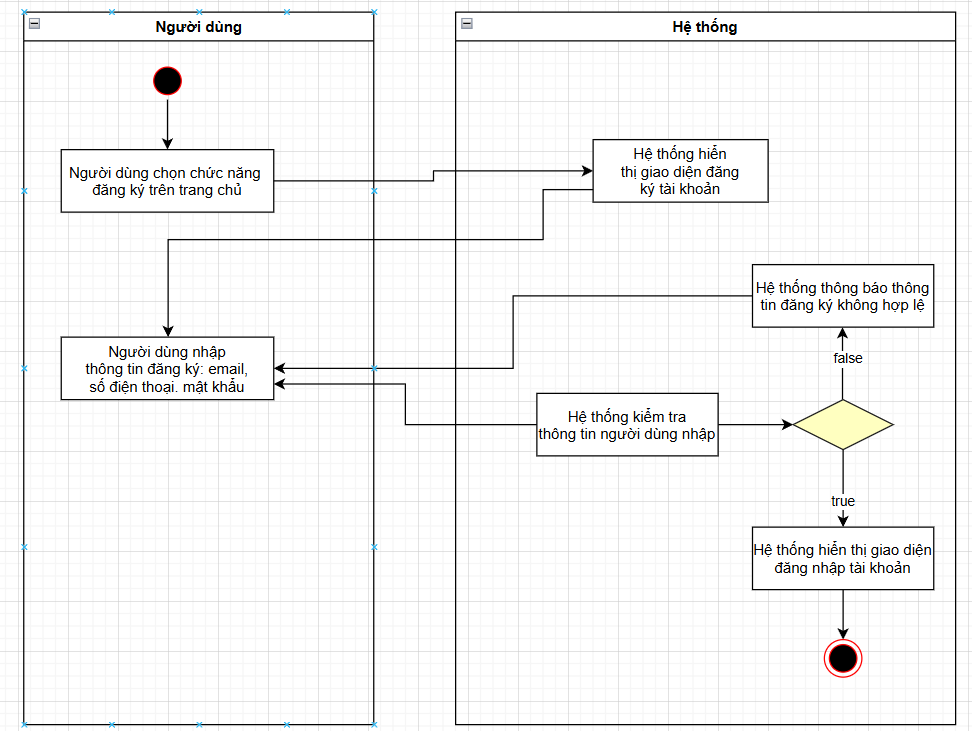 Người dùng
Hệ thống
Người dùng chọn chức năng
đăng ký trên trang chủ
Hệ thống hiển
thị giao diện đăng
ký tài khoản
Hệ thống thông báo thông
tin đăng ký không hợp lệ
Người dùng nhập
thông tin đăng ký: email,
số điện thoại. mật khẩu
false
Hệ thống kiểm tra
thông tin người dùng nhập
true
Hệ thống hiển thị giao diện
đăng nhập tài khoản